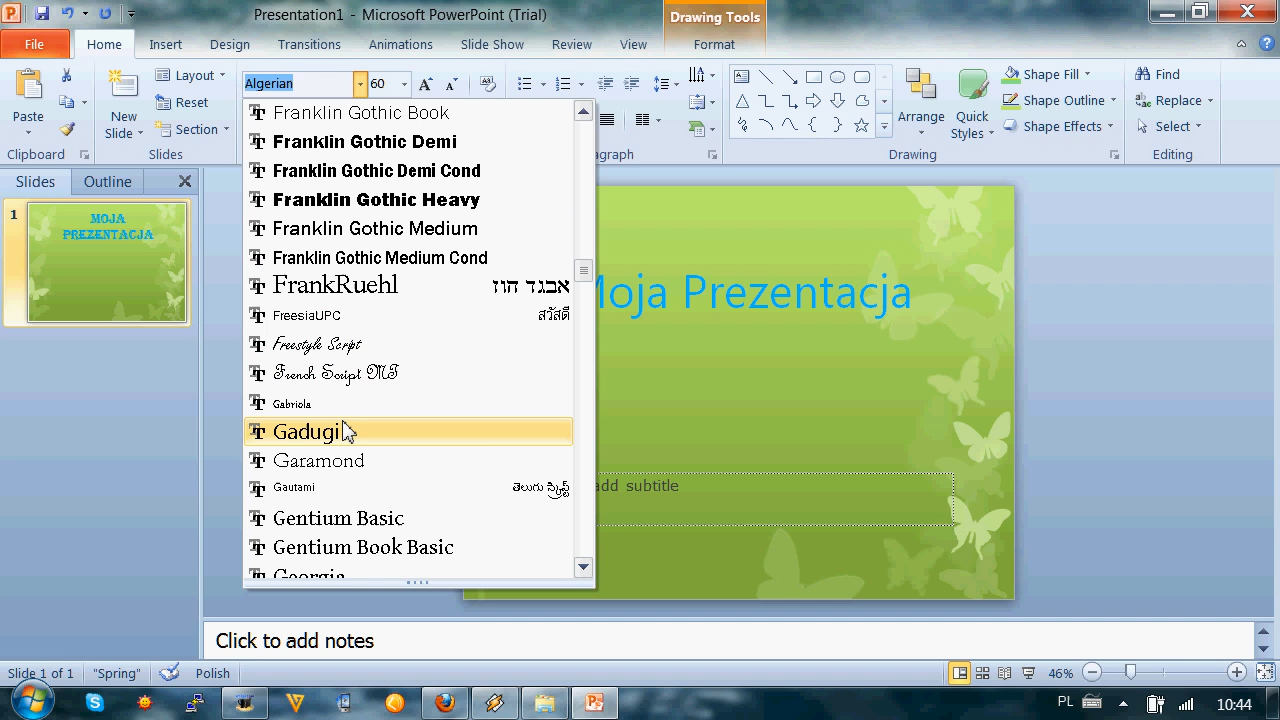 Presentation1 - Microsoft PowerPoint (Trial)
Drawing Tools
File
Home
Insert
Design
Transitions
Animations
Slide Show
Review
View
Format
Paste
Clipboard
New
Slide
Layout
Reset
Section
Slides
Algerian
60
agraph
Arrange
Quick
Styles
Shape Fill
Shape Outline
Shape Effects
Drawing
Find
Replace
Select
Editing
Slides
Outline
1
MOJA
PREZENTACJA
Franklin Gothic Book
Franklin Gothic Demi
Franklin Gothic Demi Cond
Franklin Gothic Heavy
Franklin Gothic Medium
Franklin Gothic Medium Cond
FrankRuehl אבגד הוז
FreesiaUPC สวัสดี
Freestyle Script
French Script MT
Gabriola
Gadugi
Garamond
Gautami
Gentium Basic
Gentium Book Basic
Georgia
Moja Prezentacja
add subtitle
Click to add notes
Slide 1 of 1
"Spring"
Polish
46%
PL
10:44